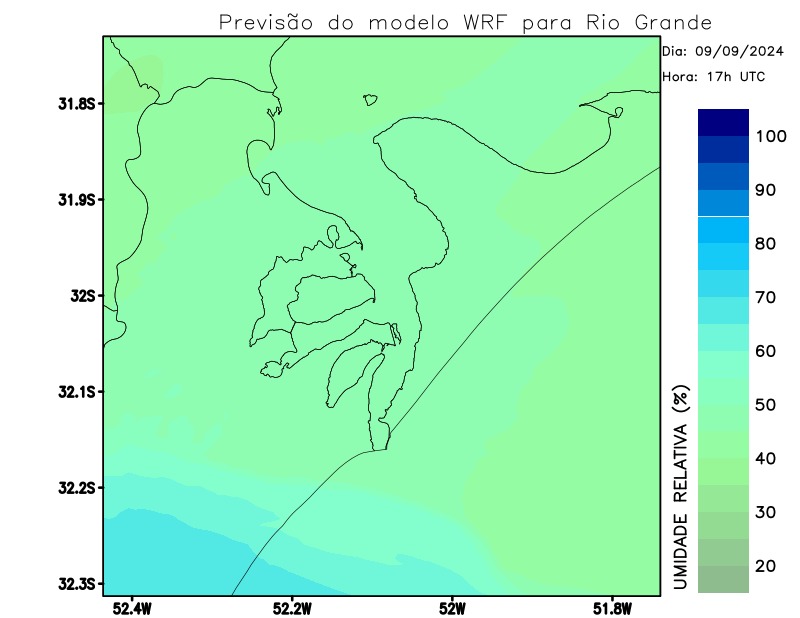 Previsão do modelo WRF para Rio Grande
Dia: 09/09/2024
Hora: 17h UTC
31.8S
31.9S
32S
32.1S
32.2S
32.3S
52.4W
52.2W
52W
51.8W
UMIDADE RELATIVA (%)
100
90
80
70
60
50
40
30
20